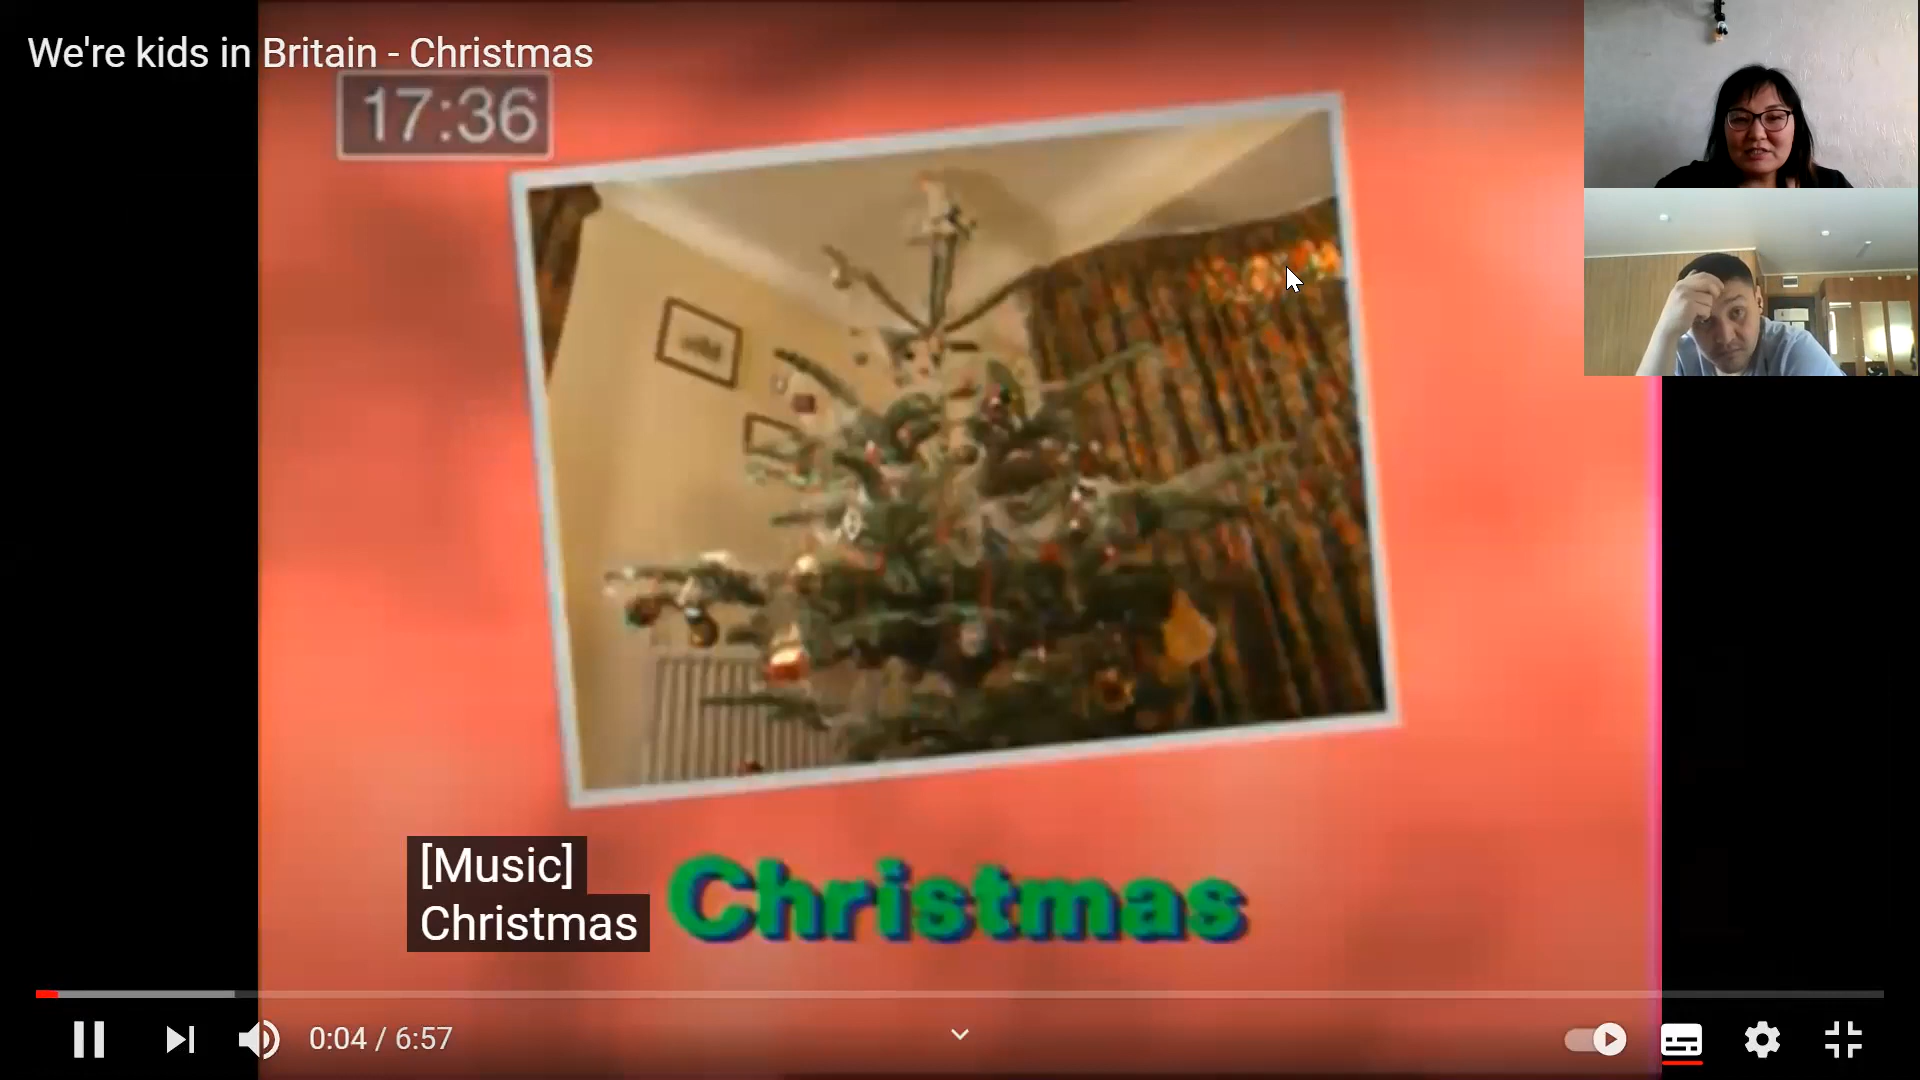 We're kids in Britain - Christmas
17:36
[Music]
Christmas
Christmas
0:04 / 6:57